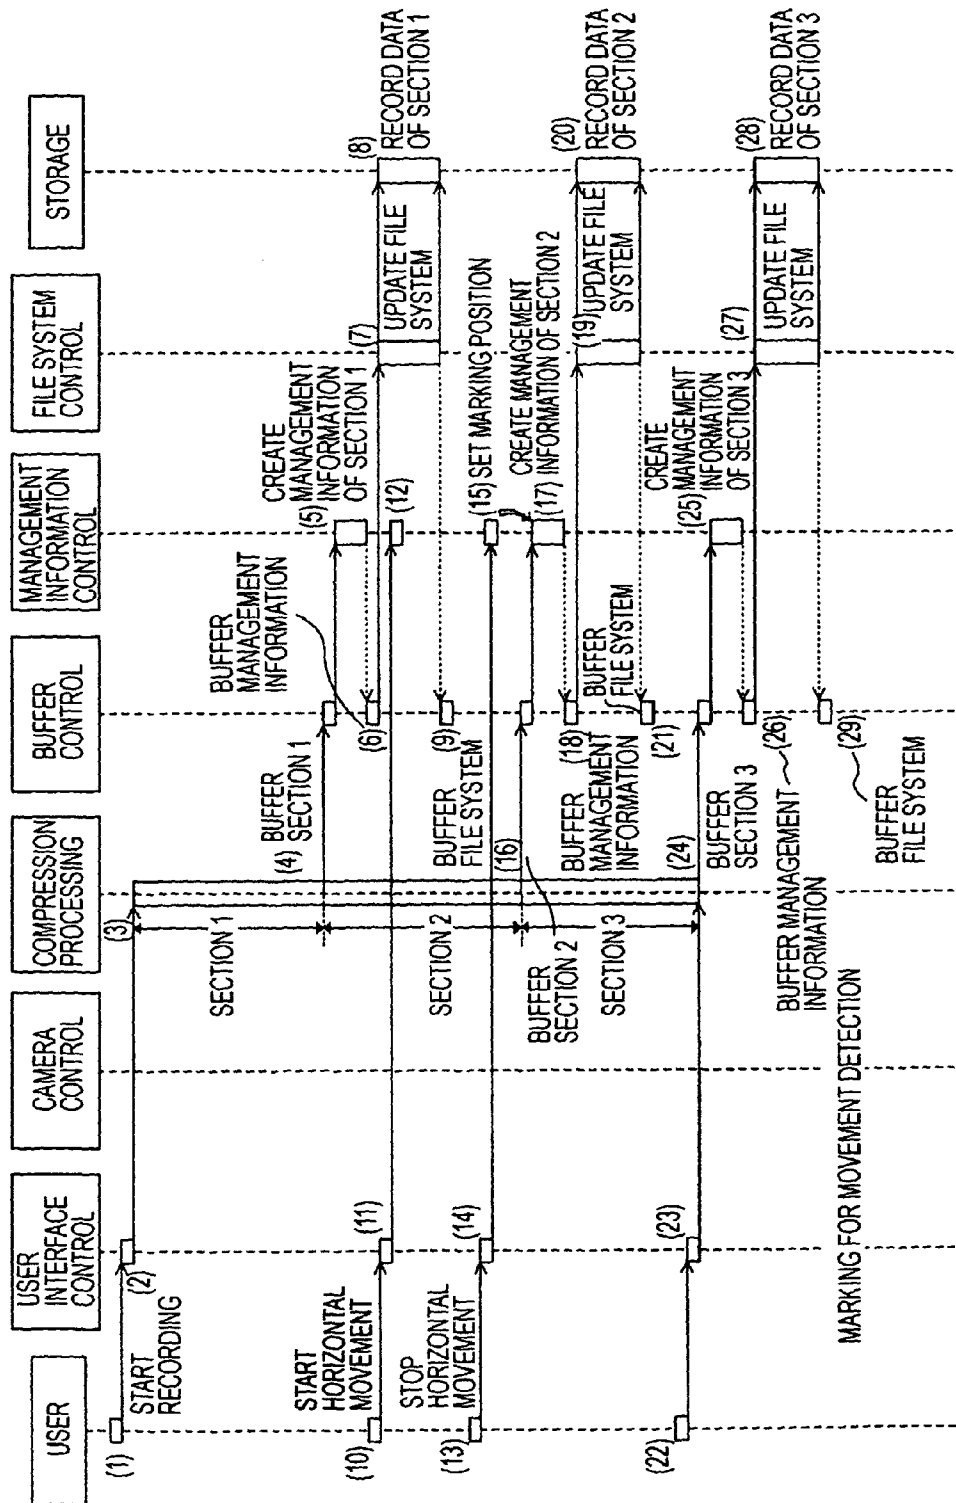 USER
USER
INTERFACE
CONTROL
CAMERA
CONTROL
COMPRESSION
PROCESSING
BUFFER
CONTROL
MANAGEMENT
INFORMATION
CONTROL
FILE SYSTEM
CONTROL
STORAGE
(1)
START
RECORDING
(2)
(3)
SECTION 1
(4)
BUFFER
SECTION 1
BUFFER
MANAGEMENT
INFORMATION
(5)
CREATE
MANAGEMENT
INFORMATION
OF SECTION 1
(6)
(7)
UPDATE FILE
SYSTEM
(8)
RECORD DATA
OF SECTION 1
(9)
BUFFER
FILE SYSTEM
(10)
START
HORIZONTAL
MOVEMENT
(11)
(12)
SECTION 2
(13)
STOP
HORIZONTAL
MOVEMENT
(14)
(15) SET MARKING POSITION
(16)
BUFFER
SECTION 2
CREATE MANAGEMENT
(17) INFORMATION OF SECTION 2
(18)
BUFFER
MANAGEMENT
INFORMATION
(19)
UPDATE FILE
SYSTEM
(20)
RECORD DATA
OF SECTION 2
BUFFER
FILE SYSTEM
(21)
SECTION 3
(22)
(23)
(24)
BUFFER
SECTION 3
CREATE
(25) MANAGEMENT
INFORMATION
OF SECTION 3
(26)
BUFFER MANAGEMENT
INFORMATION
(27)
UPDATE FILE
SYSTEM
(28)
RECORD DATA
OF SECTION 3
(29)
BUFFER
FILE SYSTEM
MARKING FOR MOVEMENT DETECTION